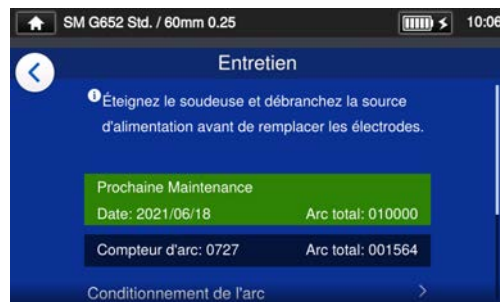 SM G652 Std. / 60mm 0.25 10:06
Entretien
Éteignez le soudeuse et débranchez la source
d'alimentation avant de remplacer les électrodes.
Prochaine Maintenance
Date: 2021/06/18 Arc total: 010000
Compteur d'arc: 0727 Arc total: 001564
Conditionnement de l'arc